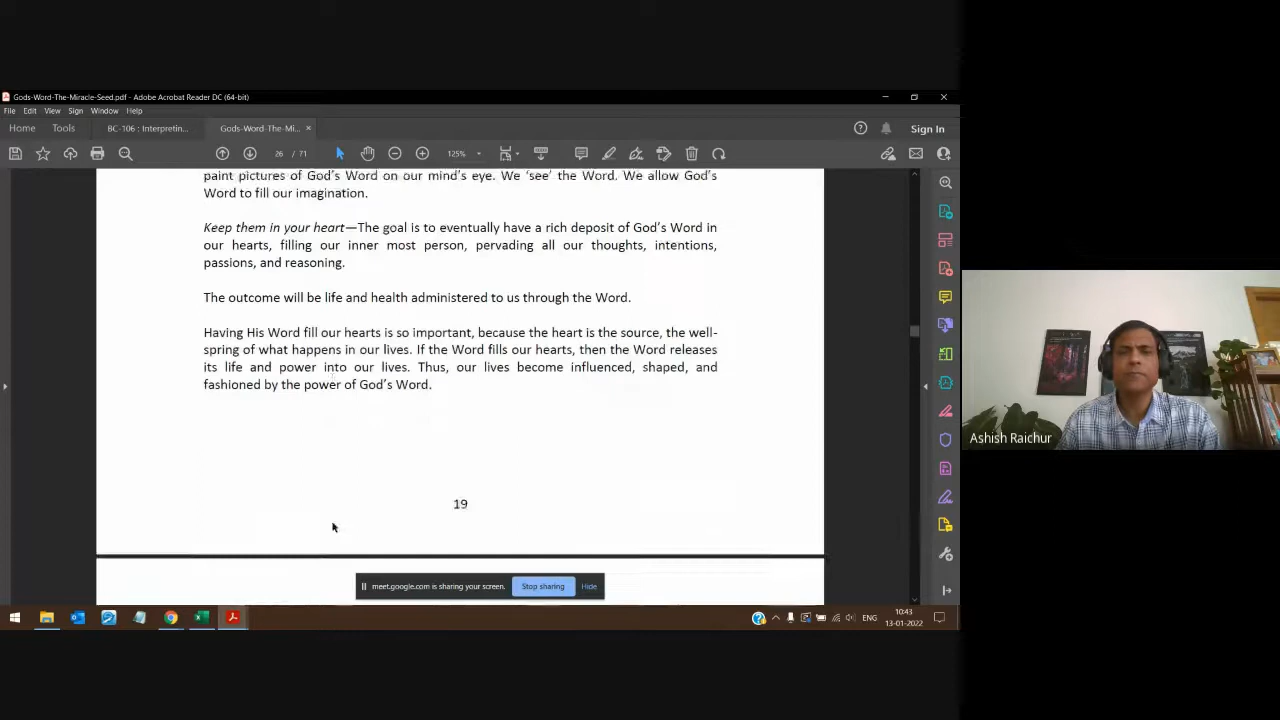 Gods-Word-The-Miracle-Seed.pdf - Adobe Acrobat Reader DC (64-bit)
File Edit View Sign Window Help
Home Tools BC-106 : Interpretin... Gods-Word-The-Mi... × Sign In
26 / 71 125%
paint pictures of God's Word on our mind's eye. We 'see' the Word. We allow God's
Word to fill our imagination.
Keep them in your heart—The goal is to eventually have a rich deposit of God's Word in
our hearts, filling our inner most person, pervading all our thoughts, intentions,
passions, and reasoning.
The outcome will be life and health administered to us through the Word.
Having His Word fill our hearts is so important, because the heart is the source, the well-
spring of what happens in our lives. If the Word fills our hearts, then the Word releases
its life and power into our lives. Thus, our lives become influenced, shaped, and
fashioned by the power of God's Word.
19
meet.google.com is sharing your screen. Stop sharing Hide
Ashish Raichur
ENG 10:43
13-01-2022